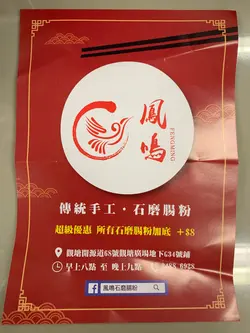 鳳鳴
FENGMING
傳統手工・石磨腸粉
超級優惠 所有石磨腸粉加底 +$8
觀塘開源道68號觀塘廣場地下G34號鋪
早上八點 至 晚上九點
鳳鳴石磨腸粉